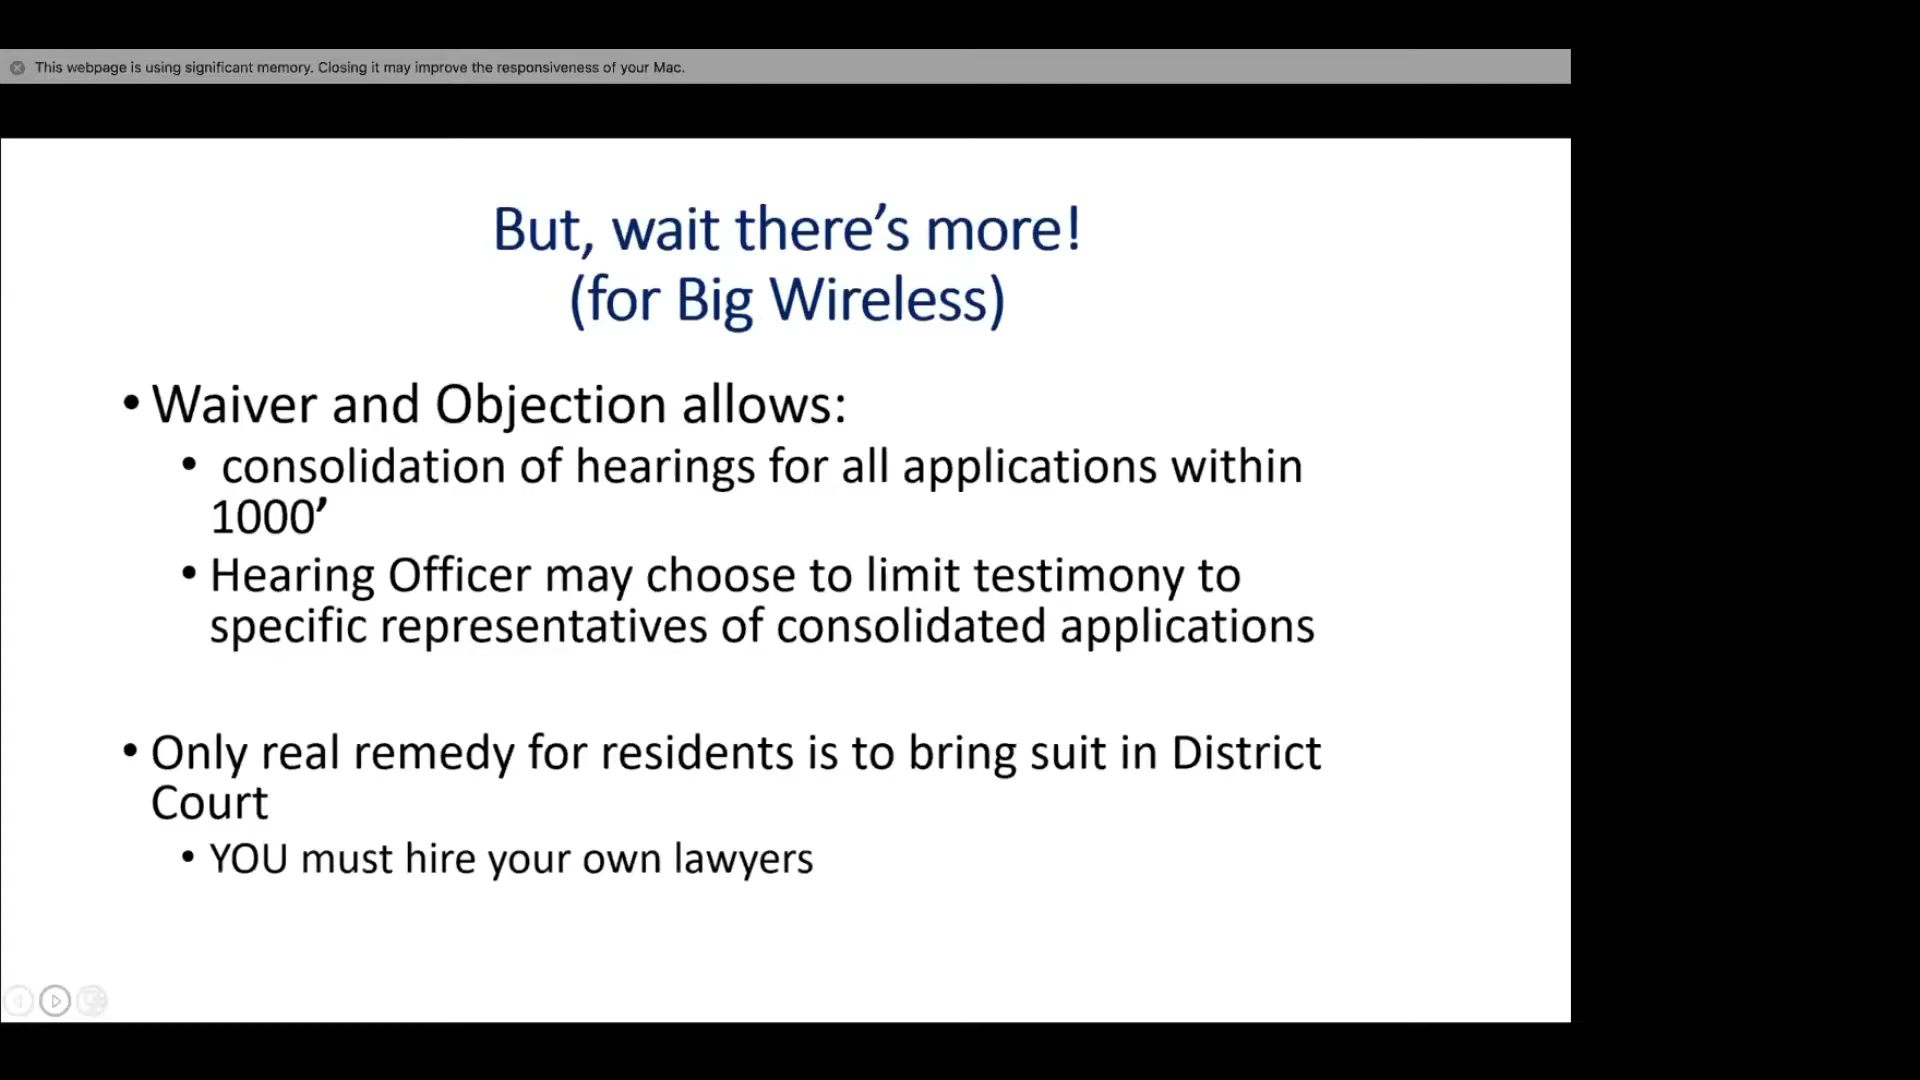 This webpage is using significant memory. Closing it may improve the responsiveness of your Mac.
But, wait there’s more!
(for Big Wireless)
• Waiver and Objection allows:
• consolidation of hearings for all applications within
1000’
• Hearing Officer may choose to limit testimony to
specific representatives of consolidated applications
• Only real remedy for residents is to bring suit in District
Court
• YOU must hire your own lawyers